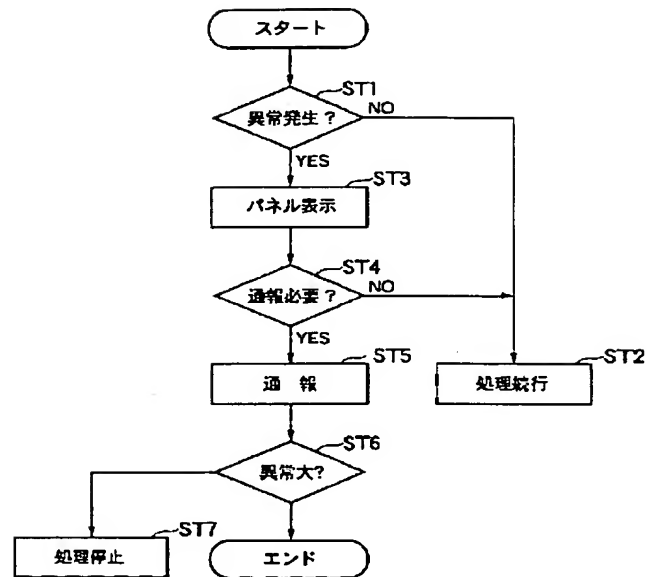 スタート
ST1
異常発生？
NO
YES
ST3
パネル表示
ST4
通報必要？
NO
YES
ST5
通　報
ST2
処理続行
ST6
異常大?
ST7
処理停止
エンド